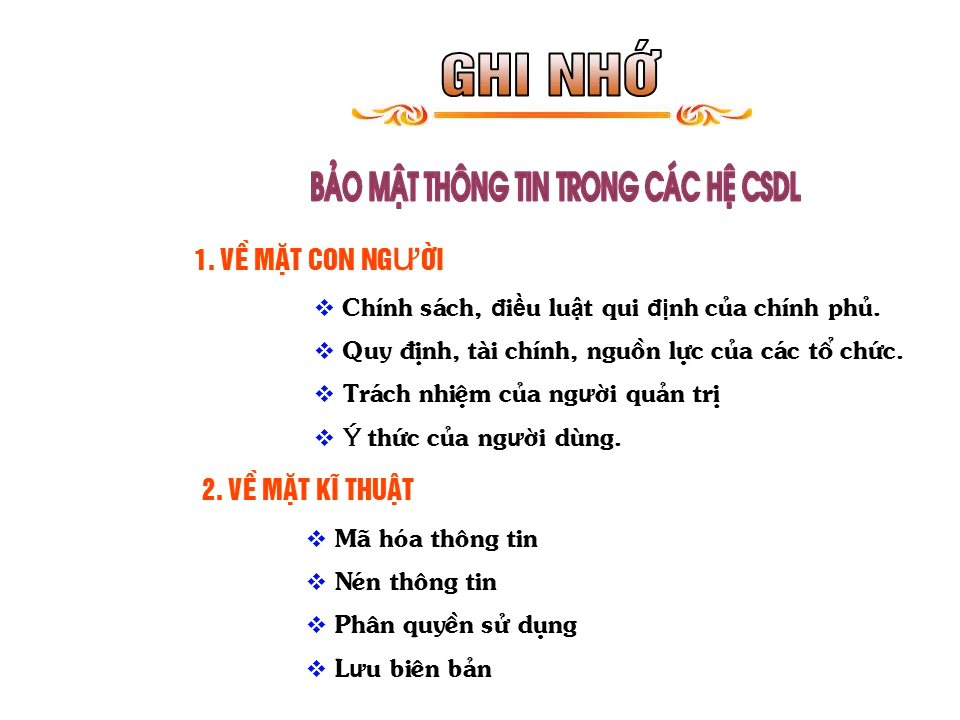 GHI NHỚ
BẢO MẬT THÔNG TIN TRONG CÁC HỆ CSDL
1. VỀ MẶT CON NGƯỜI
❖ Chính sách, điều luật qui định của chính phủ.
❖ Quy định, tài chính, nguồn lực của các tổ chức.
❖ Trách nhiệm của người quản trị
❖ Ý thức của người dùng.
2. VỀ MẶT KĨ THUẬT
❖ Mã hóa thông tin
❖ Nén thông tin
❖ Phân quyền sử dụng
❖ Lưu biên bản